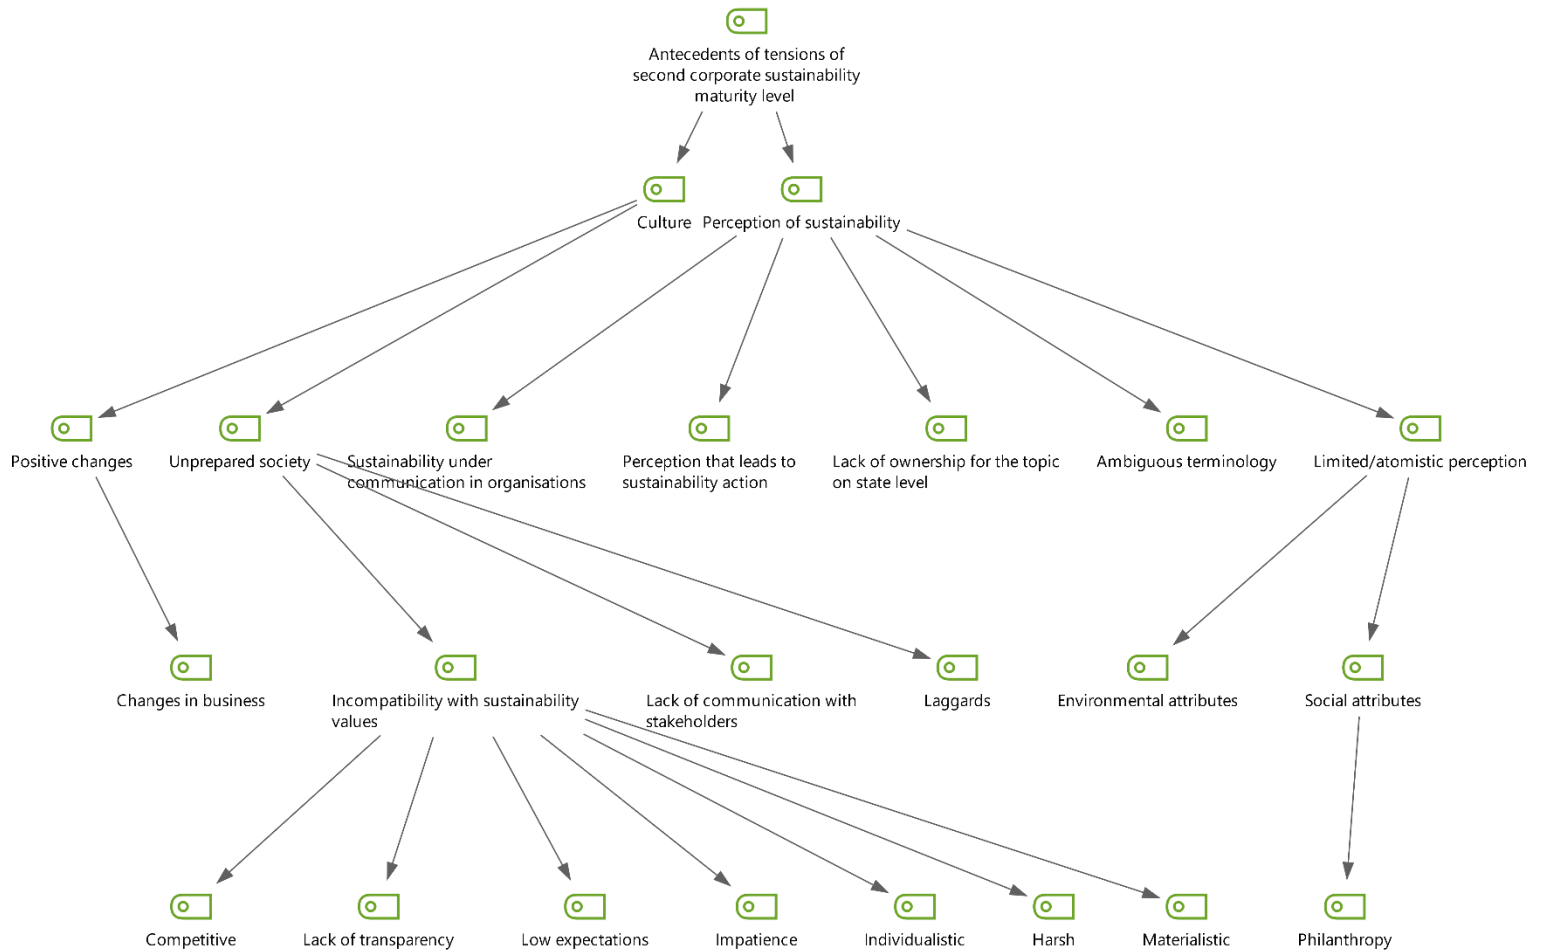 Antecedents of tensions of
second corporate sustainability
maturity level
Culture
Perception of sustainability
Positive changes
Unprepared society
Sustainability under
communication in organisations
Perception that leads to
sustainability action
Lack of ownership for the topic
on state level
Ambiguous terminology
Limited/atomistic perception
Changes in business
Incompatibility with sustainability
values
Lack of communication with
stakeholders
Laggards
Environmental attributes
Social attributes
Competitive
Lack of transparency
Low expectations
Impatience
Individualistic
Harsh
Materialistic
Philanthropy